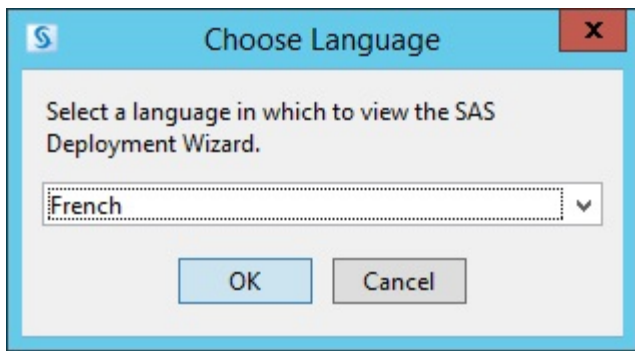 Choose Language
Select a language in which to view the SAS
Deployment Wizard.
French
OK
Cancel